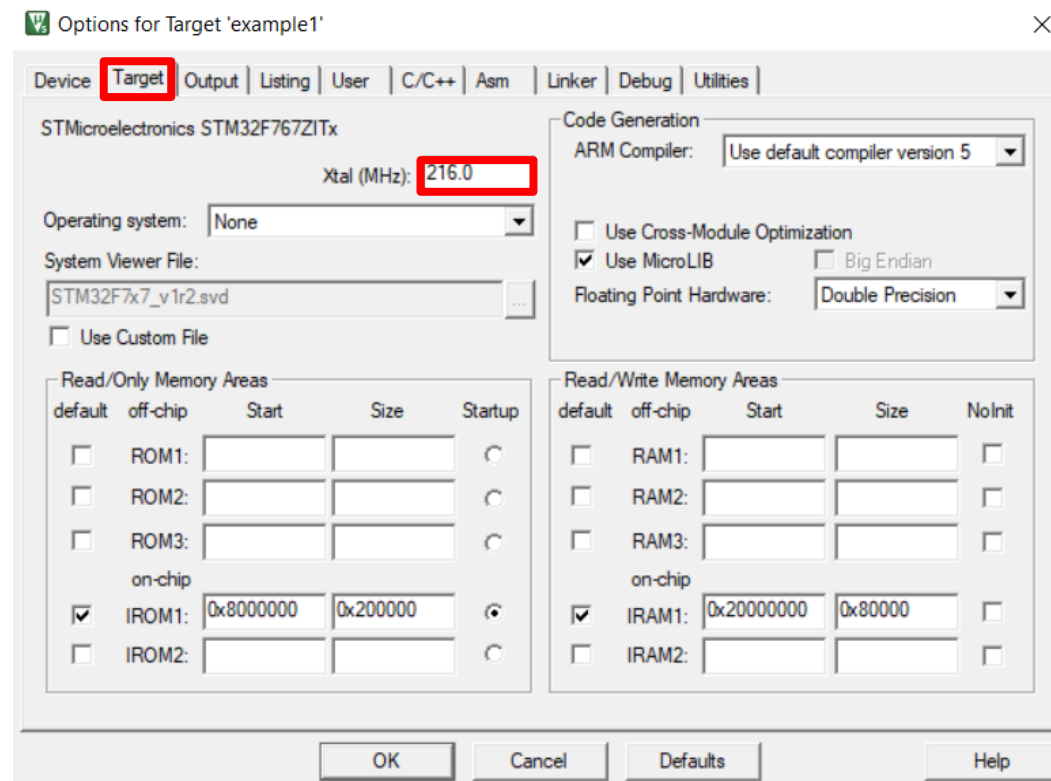 Options for Target 'example1'
Device Target Output Listing User C/C++ Asm Linker Debug Utilities
STMicroelectronics STM32F767ZITx
Xtal (MHz): 216.0
Operating system: None
System Viewer File:
STM32F7x7_v1r2.svd ...
Use Custom File
Code Generation
ARM Compiler: Use default compiler version 5
Use Cross-Module Optimization
Use MicroLIB Big Endian
Floating Point Hardware: Double Precision
Read/Only Memory Areas
default off-chip Start Size Startup
ROM1:
ROM2:
ROM3:
on-chip
IROM1: 0x8000000 0x200000
IROM2:
Read/Write Memory Areas
default off-chip Start Size NoInit
RAM1:
RAM2:
RAM3:
on-chip
IRAM1: 0x20000000 0x80000
IRAM2:
OK Cancel Defaults Help